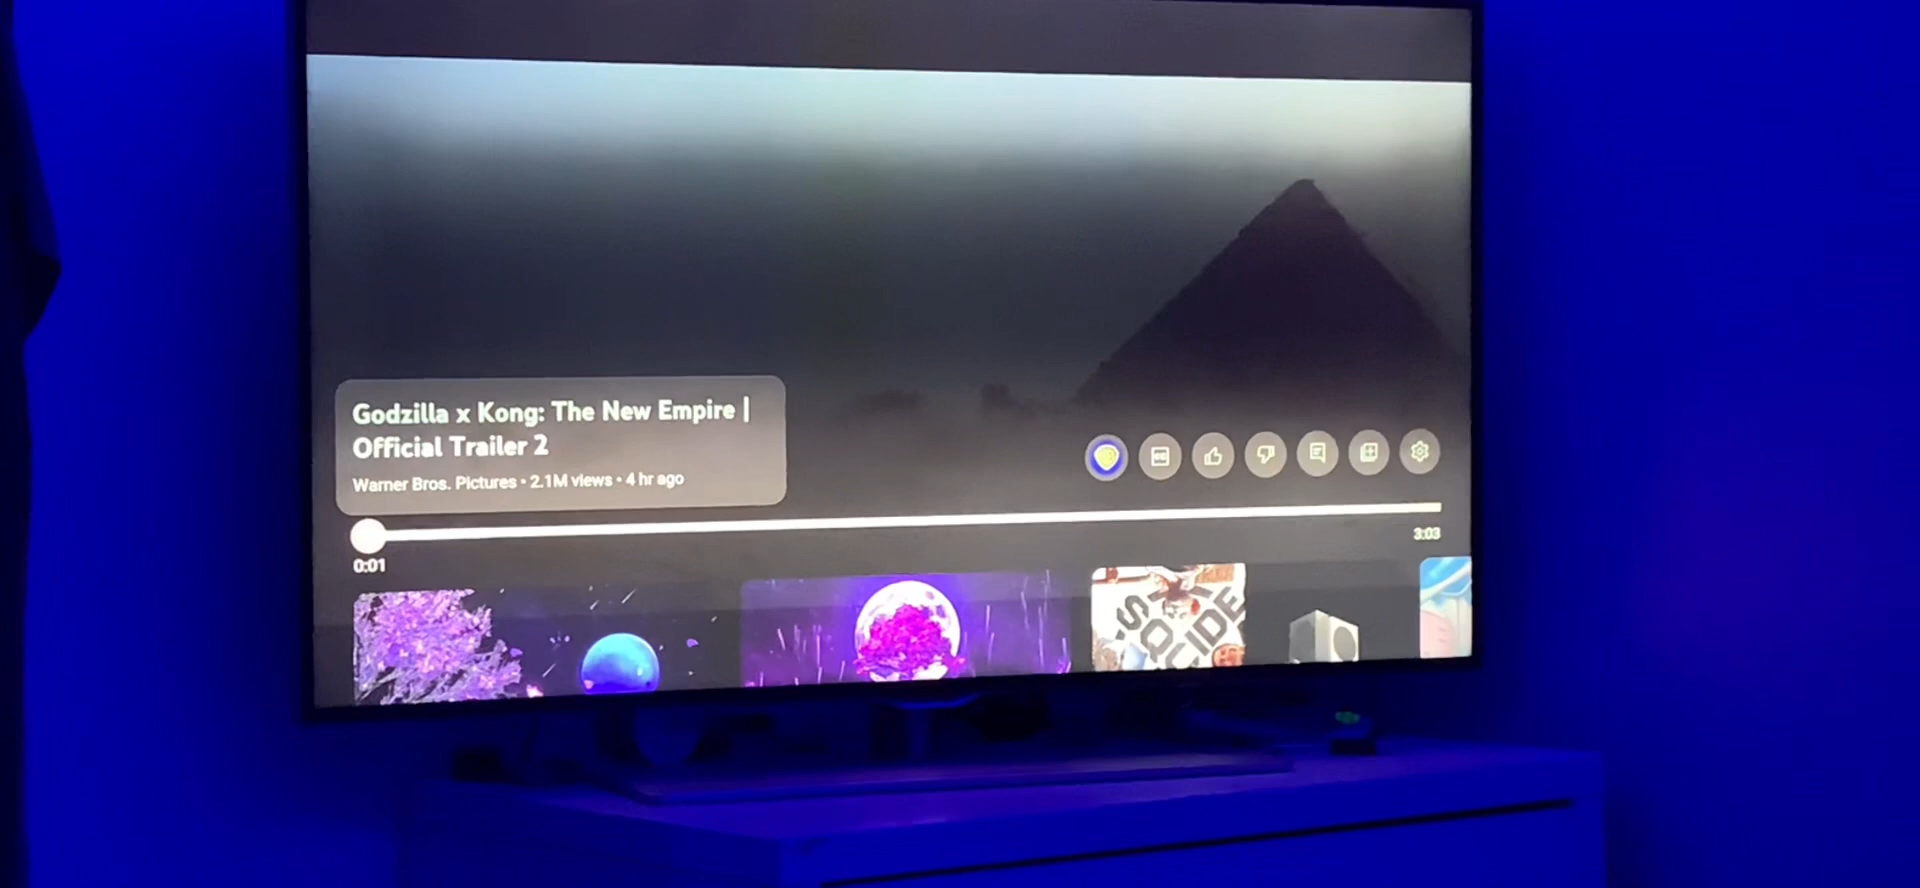 Godzilla x Kong: The New Empire |
Official Trailer 2
Warner Bros. Pictures • 2.1M views • 4 hr ago
CC
0:01
3:03